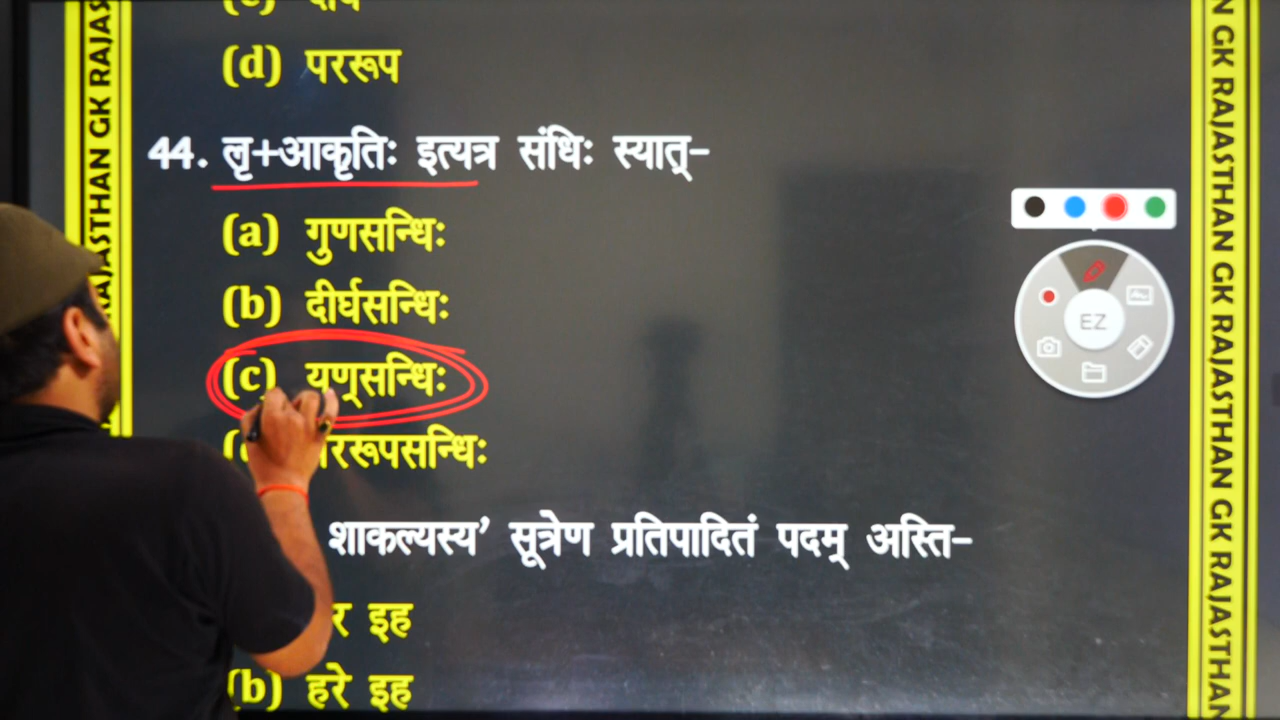 (d) पररूप
44. लृ+आकृतिः इत्यत्र संधिः स्यात्-
(a) गुणसन्धिः
(b) दीर्घसन्धिः
(c) यण्सन्धिः
पररूपसन्धिः
शाकल्यस्य’ सूत्रेण प्रतिपादितं पदम् अस्ति-
इह
(b) हरे इह
RAJASTHAN GK RAJAS
N GK RAJASTHAN GK RAJASTHAN GK RAJASTHAN
EZ